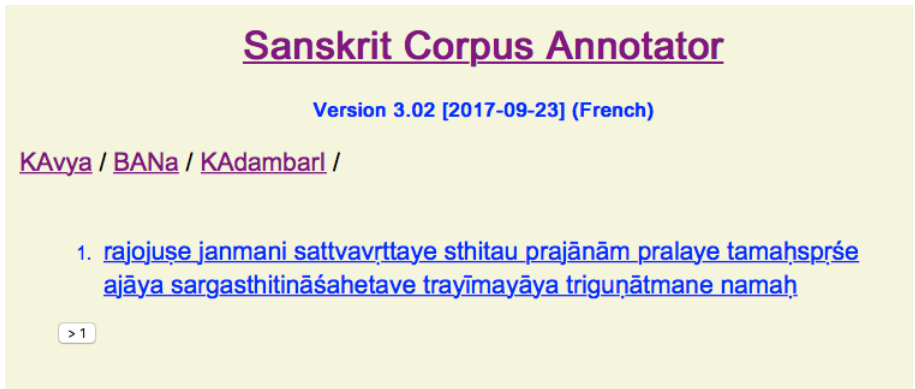 Sanskrit Corpus Annotator
Version 3.02 [2017-09-23] (French)
KAvya / BANa / KAdambarI /
1. rajojuṣe janmani sattvavṛttaye sthitau prajānām pralaye tamaḥspṛśe
ajāya sargasthitināśahetave trayīmayāya triguṇātmane namaḥ
> 1